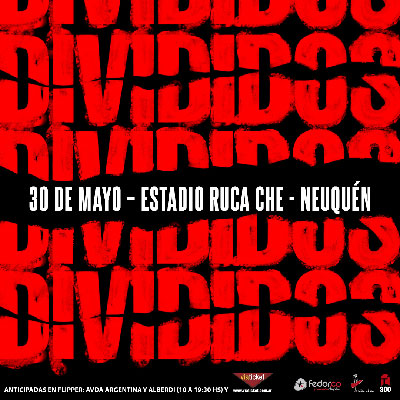 DIVIDIDOS
DIVIDIDOS
DIVIDIDOS
30 DE MAYO – ESTADIO RUCA CHE - NEUQUÉN
DIVIDIDOS
DIVIDIDOS
DIVIDIDOS
ANTICIPADAS EN FLIPPER: AVDA ARGENTINA Y ALBERDI (10 A 19:30 HS) Y
fedorco
300